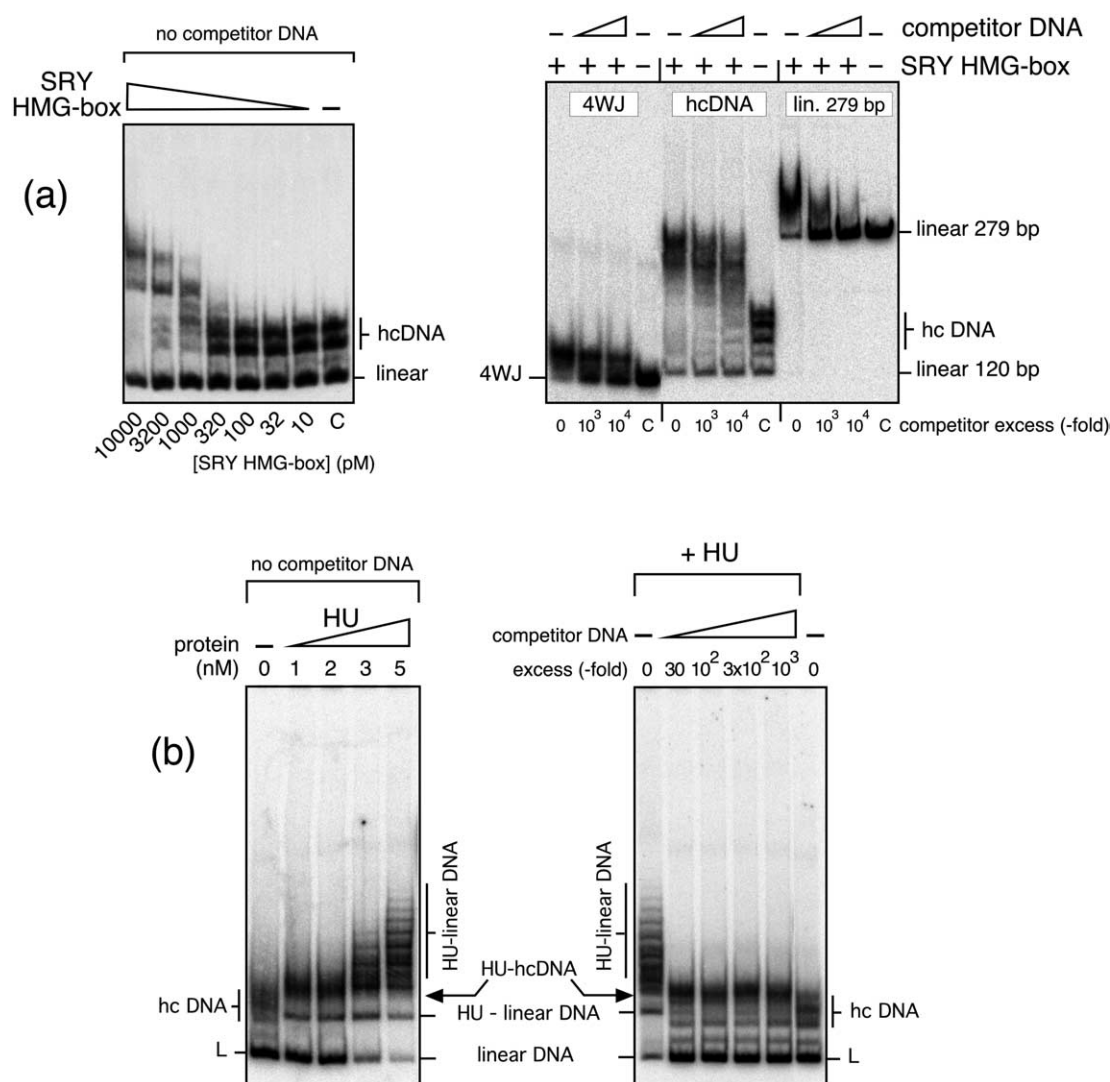 no competitor DNA
SRY
HMG-box
–
(a)
hcDNA
linear
10000 3200 1000 320 100 32 10 C
[SRY HMG-box] (pM)
– – – – – – competitor DNA
+ + + – + + + – + + + – SRY HMG-box
4WJ hcDNA lin. 279 bp
linear 279 bp
hc DNA
linear 120 bp
4WJ
0 10³ 10⁴ C 0 10³ 10⁴ C 0 10³ 10⁴ C competitor excess (-fold)
(b)
no competitor DNA
HU
protein –
(nM) 0 1 2 3 5
+ HU
competitor DNA – –
excess (-fold) 0 30 10² 3x10² 10³ 0
HU-linear DNA
HU-linear DNA
HU-hcDNA
hc DNA
HU - linear DNA
hc DNA
L
linear DNA
L